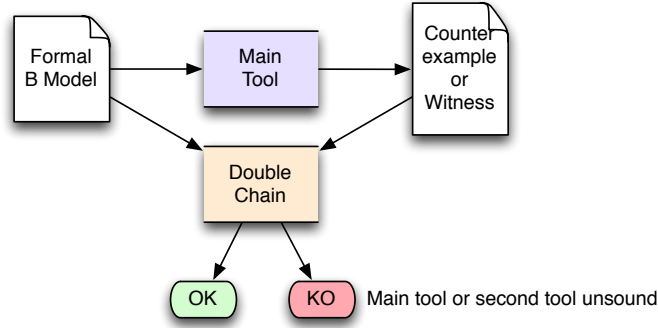 Formal
B Model
Main
Tool
Counter
example
or
Witness
Double
Chain
OK
KO
Main tool or second tool unsound